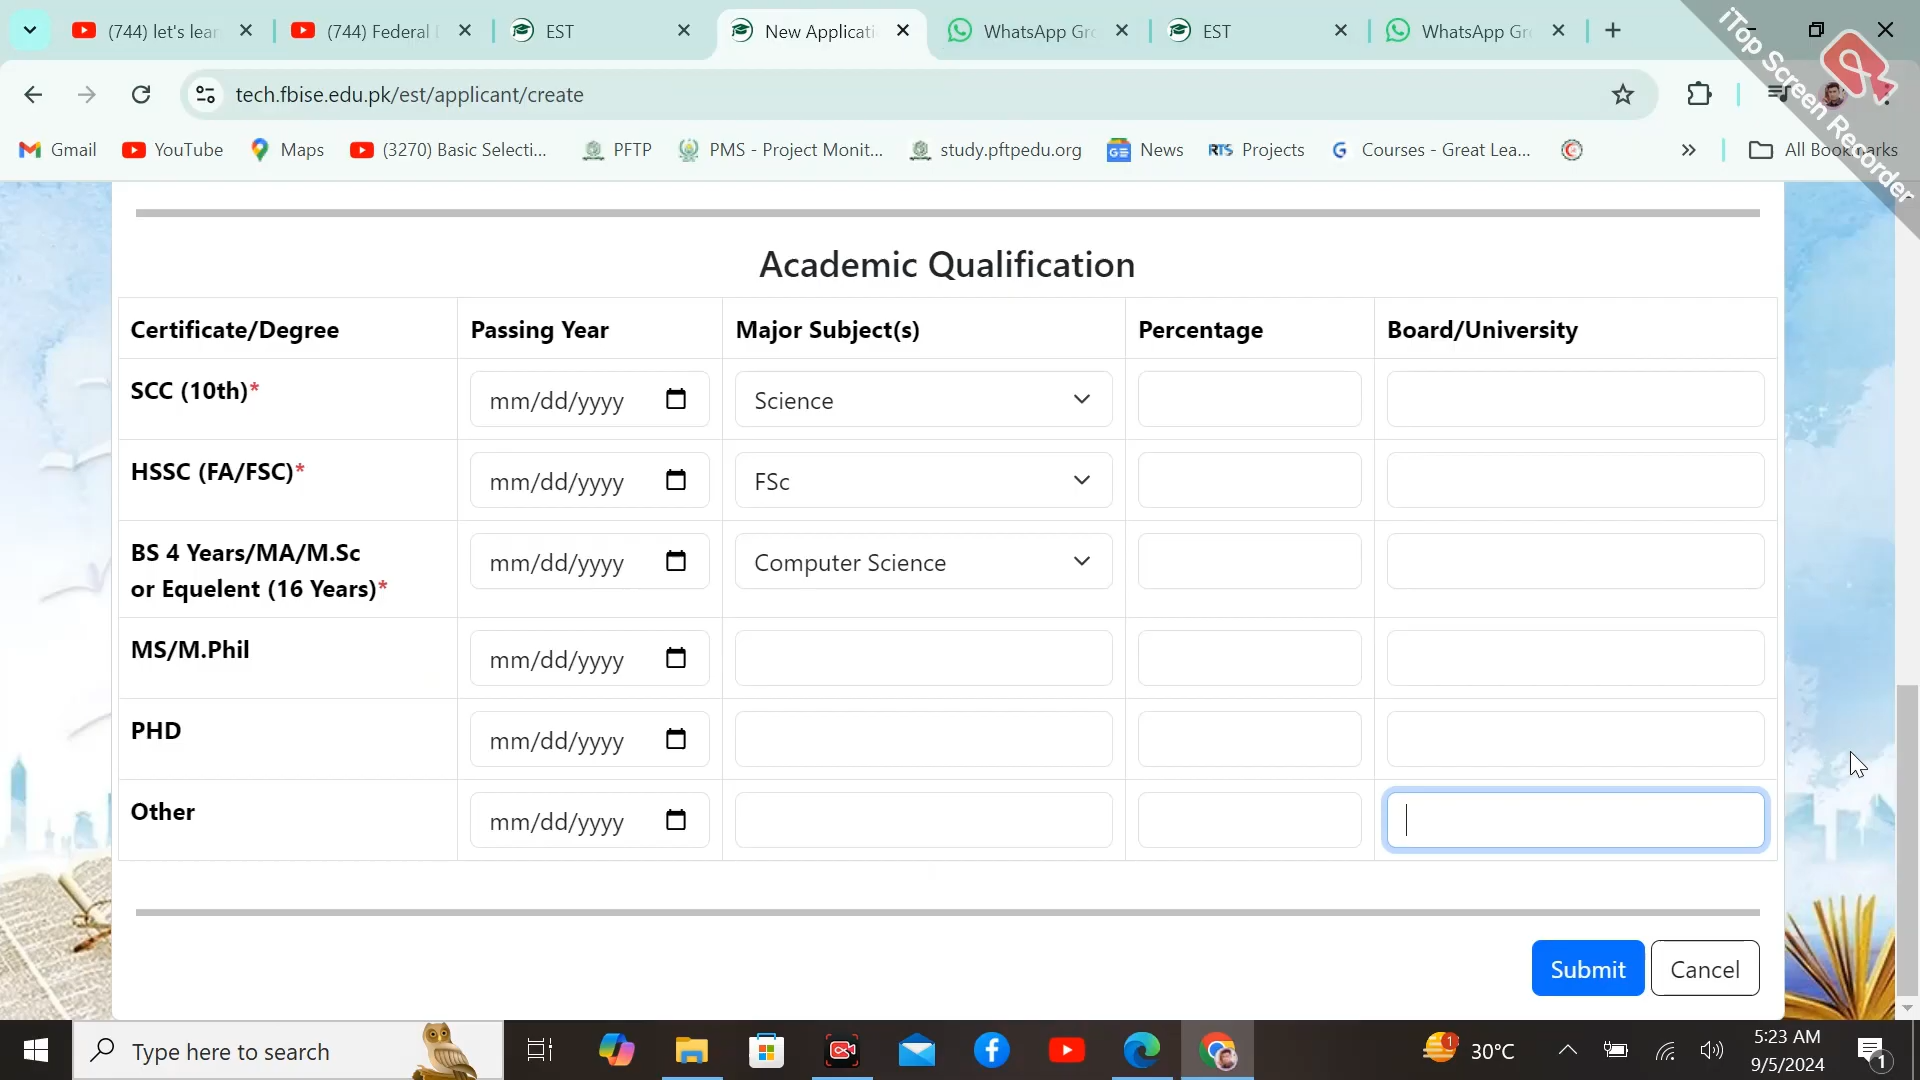 (744) let's lear
(744) Federal
EST
New Applicati
WhatsApp Gr
EST
WhatsApp Gr
tech.fbise.edu.pk/est/applicant/create
Gmail
YouTube
Maps
(3270) Basic Selecti...
PFTP
PMS - Project Monit...
study.pftpedu.org
News
RTS Projects
Courses - Great Lea...
All Bookmarks
iTop Screen Recorder
Academic Qualification
Certificate/Degree Passing Year Major Subject(s) Percentage Board/University
SCC (10th)* mm/dd/yyyy Science
HSSC (FA/FSC)* mm/dd/yyyy FSc
BS 4 Years/MA/M.Sc
or Equelent (16 Years)* mm/dd/yyyy Computer Science
MS/M.Phil mm/dd/yyyy
PHD mm/dd/yyyy
Other mm/dd/yyyy
Submit Cancel
Type here to search
1
30°C
5:23 AM
9/5/2024
1